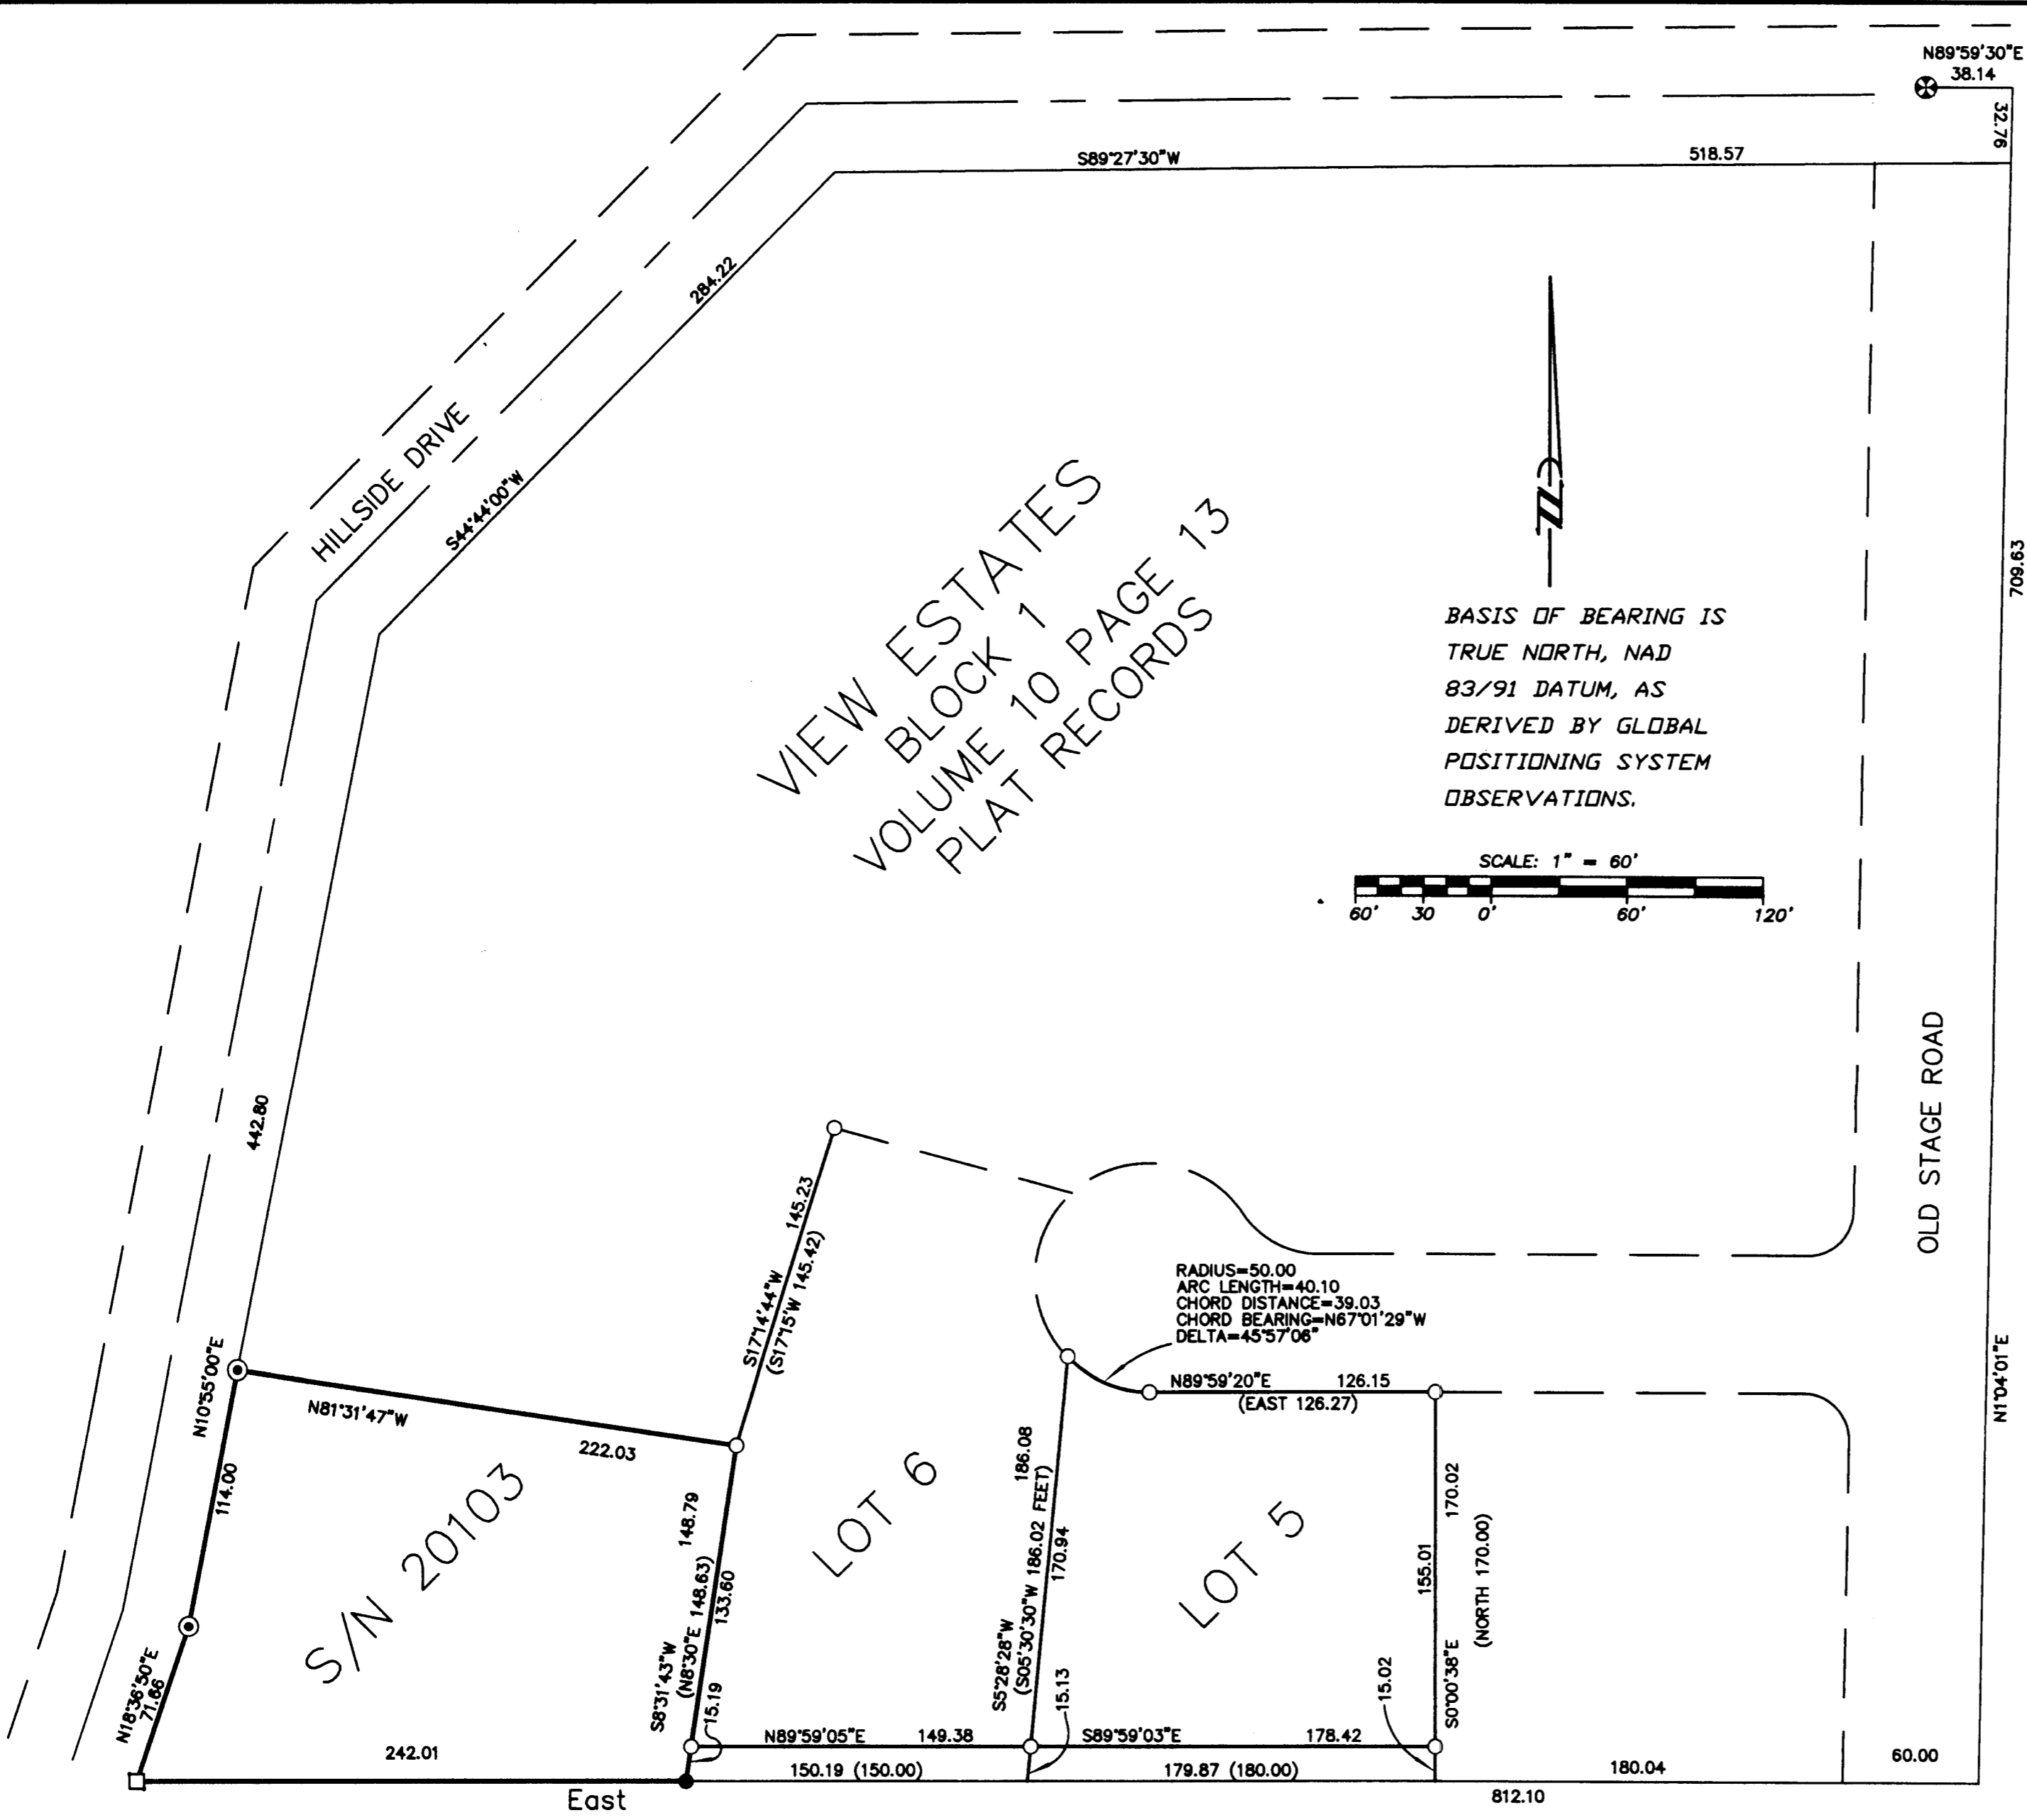 N89°59'30"E
38.14
32.76
S89°27'30"W
518.57
284.22
HILLSIDE DRIVE
S44°44'00"W
VIEW ESTATES
BLOCK 1
VOLUME 10 PAGE 13
PLAT RECORDS
709.63
BASIS OF BEARING IS
TRUE NORTH, NAD
83/91 DATUM, AS
DERIVED BY GLOBAL
POSITIONING SYSTEM
OBSERVATIONS.
SCALE: 1" = 60'
60' 30 0' 60' 120'
OLD STAGE ROAD
442.80
145.23
S17°14'44"W
(S17°15'W 145.42)
RADIUS=50.00
ARC LENGTH=40.10
CHORD DISTANCE=39.03
CHORD BEARING=N67°01'29"W
DELTA=45°57'06"
N10°55'00"E
N81°31'47"W
222.03
N89°59'20"E 126.15
(EAST 126.27)
N1°04'01"E
114.00
S/N 20103
148.79
S8°31'43"W
(N8°30"E 148.63)
133.60
15.19
LOT 6
186.08
S5°28'28"W
(S05°30'30"W 186.02 FEET)
170.94
15.13
LOT 5
155.01
170.02
(NORTH 170.00)
S0°00'38"E
15.02
N18°36'50"E
71.66
242.01
East
N89°59'05"E 149.38
150.19 (150.00)
S89°59'03"E 178.42
179.87 (180.00)
180.04
60.00
812.10